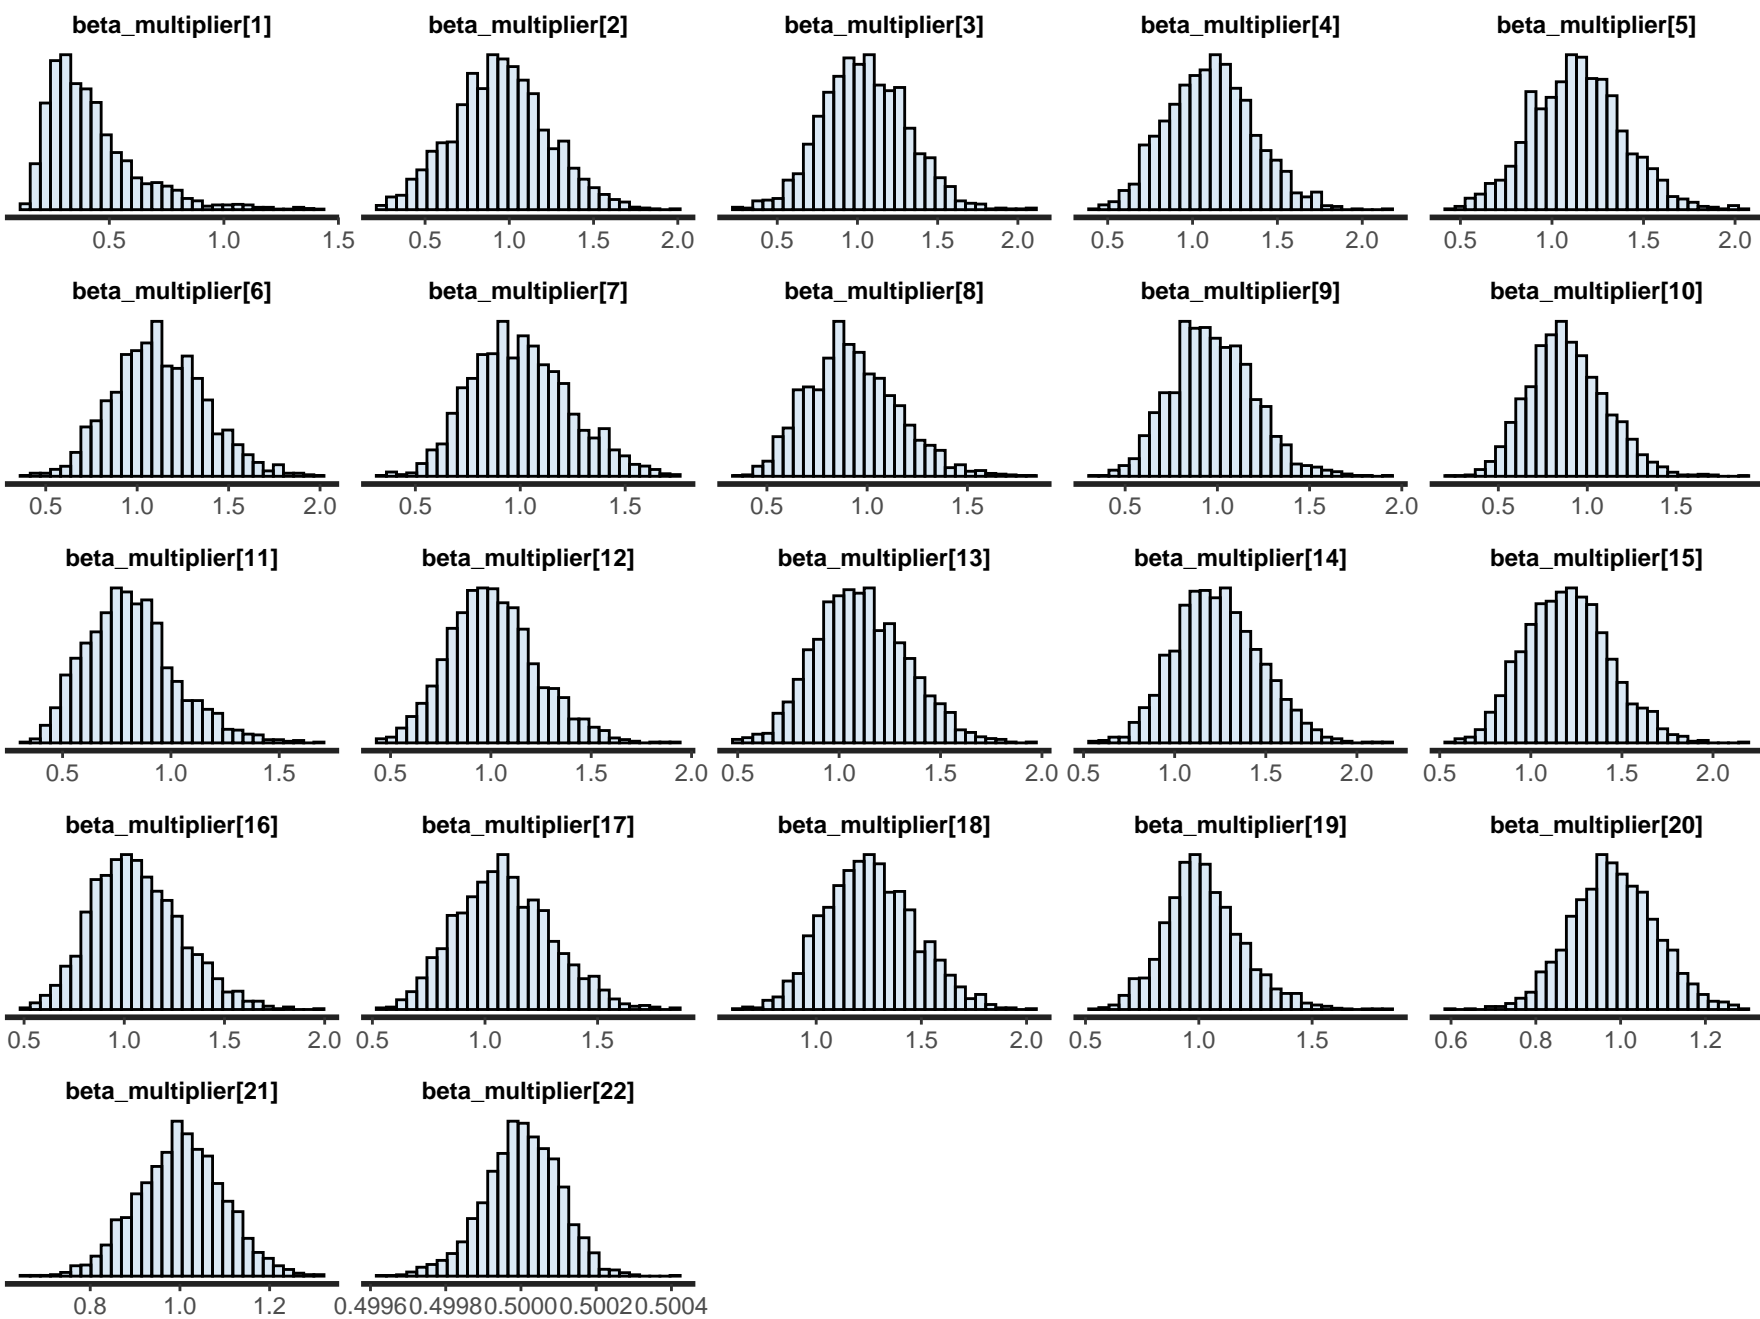 beta_multiplier[1] beta_multiplier[2] beta_multiplier[3] beta_multiplier[4] beta_multiplier[5]
0.5 1.0 1.5 0.5 1.0 1.5 2.0 0.5 1.0 1.5 2.0 0.5 1.0 1.5 2.0 0.5 1.0 1.5 2.0
beta_multiplier[6] beta_multiplier[7] beta_multiplier[8] beta_multiplier[9] beta_multiplier[10]
0.5 1.0 1.5 2.0 0.5 1.0 1.5 0.5 1.0 1.5 0.5 1.0 1.5 2.0 0.5 1.0 1.5
beta_multiplier[11] beta_multiplier[12] beta_multiplier[13] beta_multiplier[14] beta_multiplier[15]
0.5 1.0 1.5 0.5 1.0 1.5 2.0 0.5 1.0 1.5 2.0 0.5 1.0 1.5 2.0 0.5 1.0 1.5 2.0
beta_multiplier[16] beta_multiplier[17] beta_multiplier[18] beta_multiplier[19] beta_multiplier[20]
0.5 1.0 1.5 2.0 0.5 1.0 1.5 1.0 1.5 2.0 0.5 1.0 1.5 0.6 0.8 1.0 1.2
beta_multiplier[21] beta_multiplier[22]
0.8 1.0 1.2 0.4996 0.4998 0.5000 0.5002 0.5004